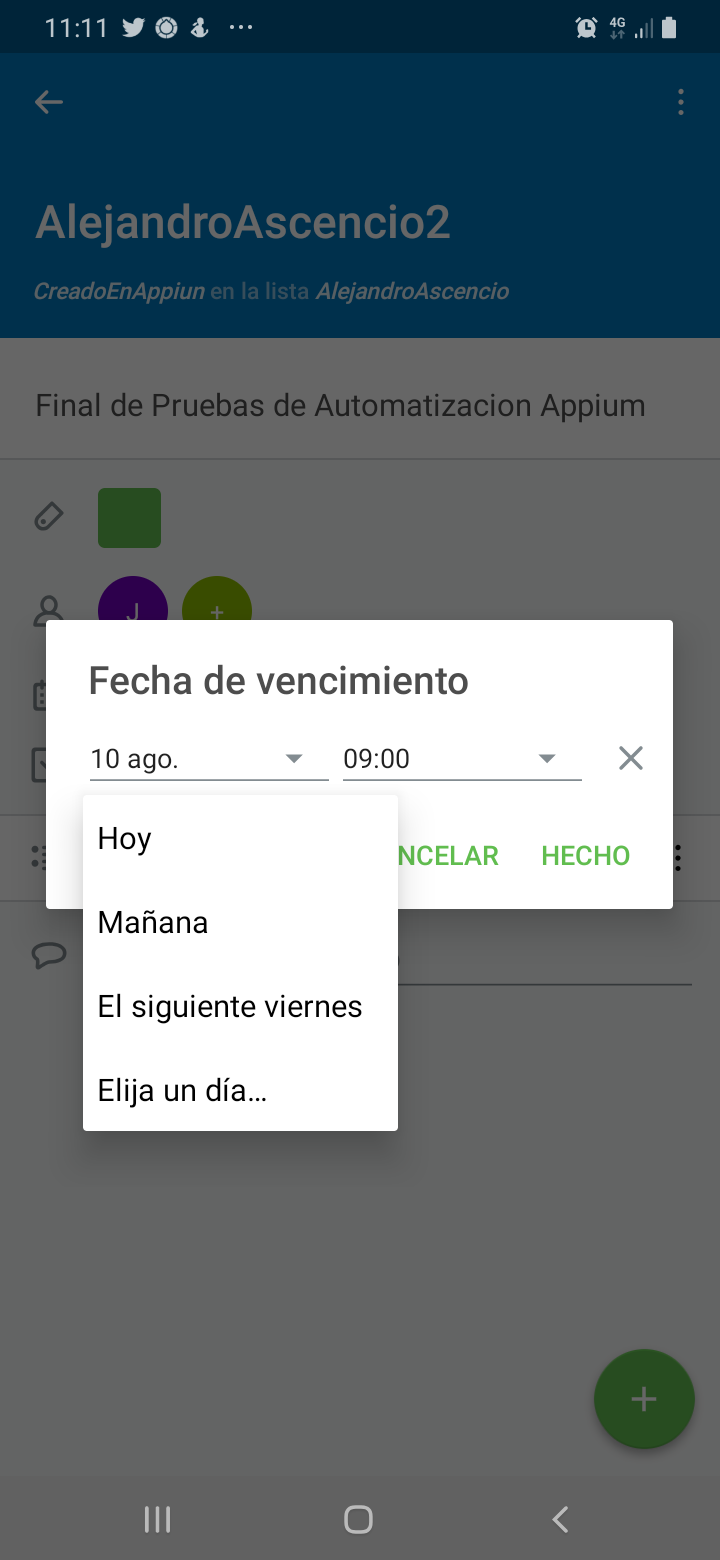 11:11
4G
AlejandroAscencio2
CreadoEnAppiun en la lista AlejandroAscencio
Final de Pruebas de Automatizacion Appium
J
+
Fecha de vencimiento
10 ago.
09:00
NCELAR
HECHO
Hoy
Mañana
El siguiente viernes
Elija un día...